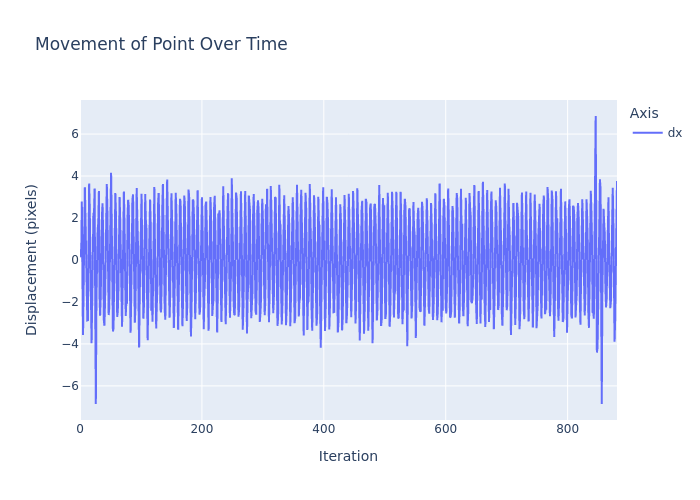 Movement of Point Over Time
Axis
dx
Displacement (pixels)
6
4
2
0
−2
−4
−6
0
200
400
600
800
Iteration